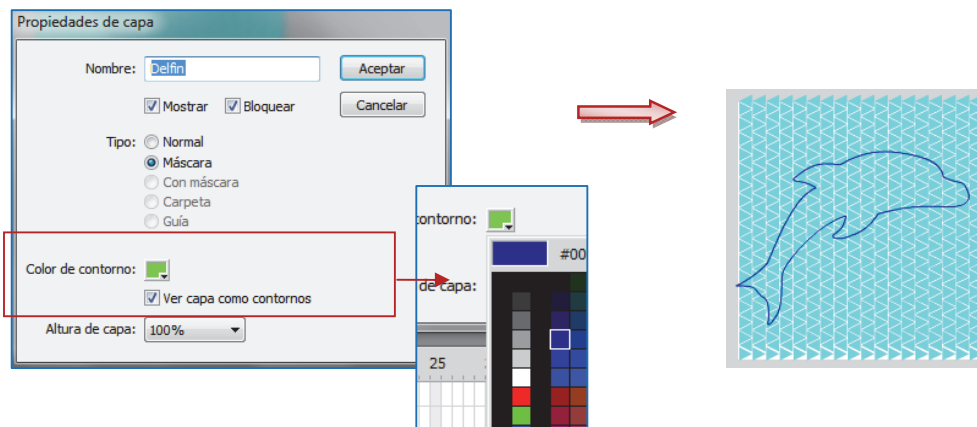 Propiedades de capa
Nombre: Delfin
Aceptar
Mostrar Bloquear
Cancelar
Tipo: Normal
Máscara
Con máscara
Carpeta
Guía
Color de contorno:
Ver capa como contornos
Altura de capa: 100%
contorno:
#00
de capa:
25